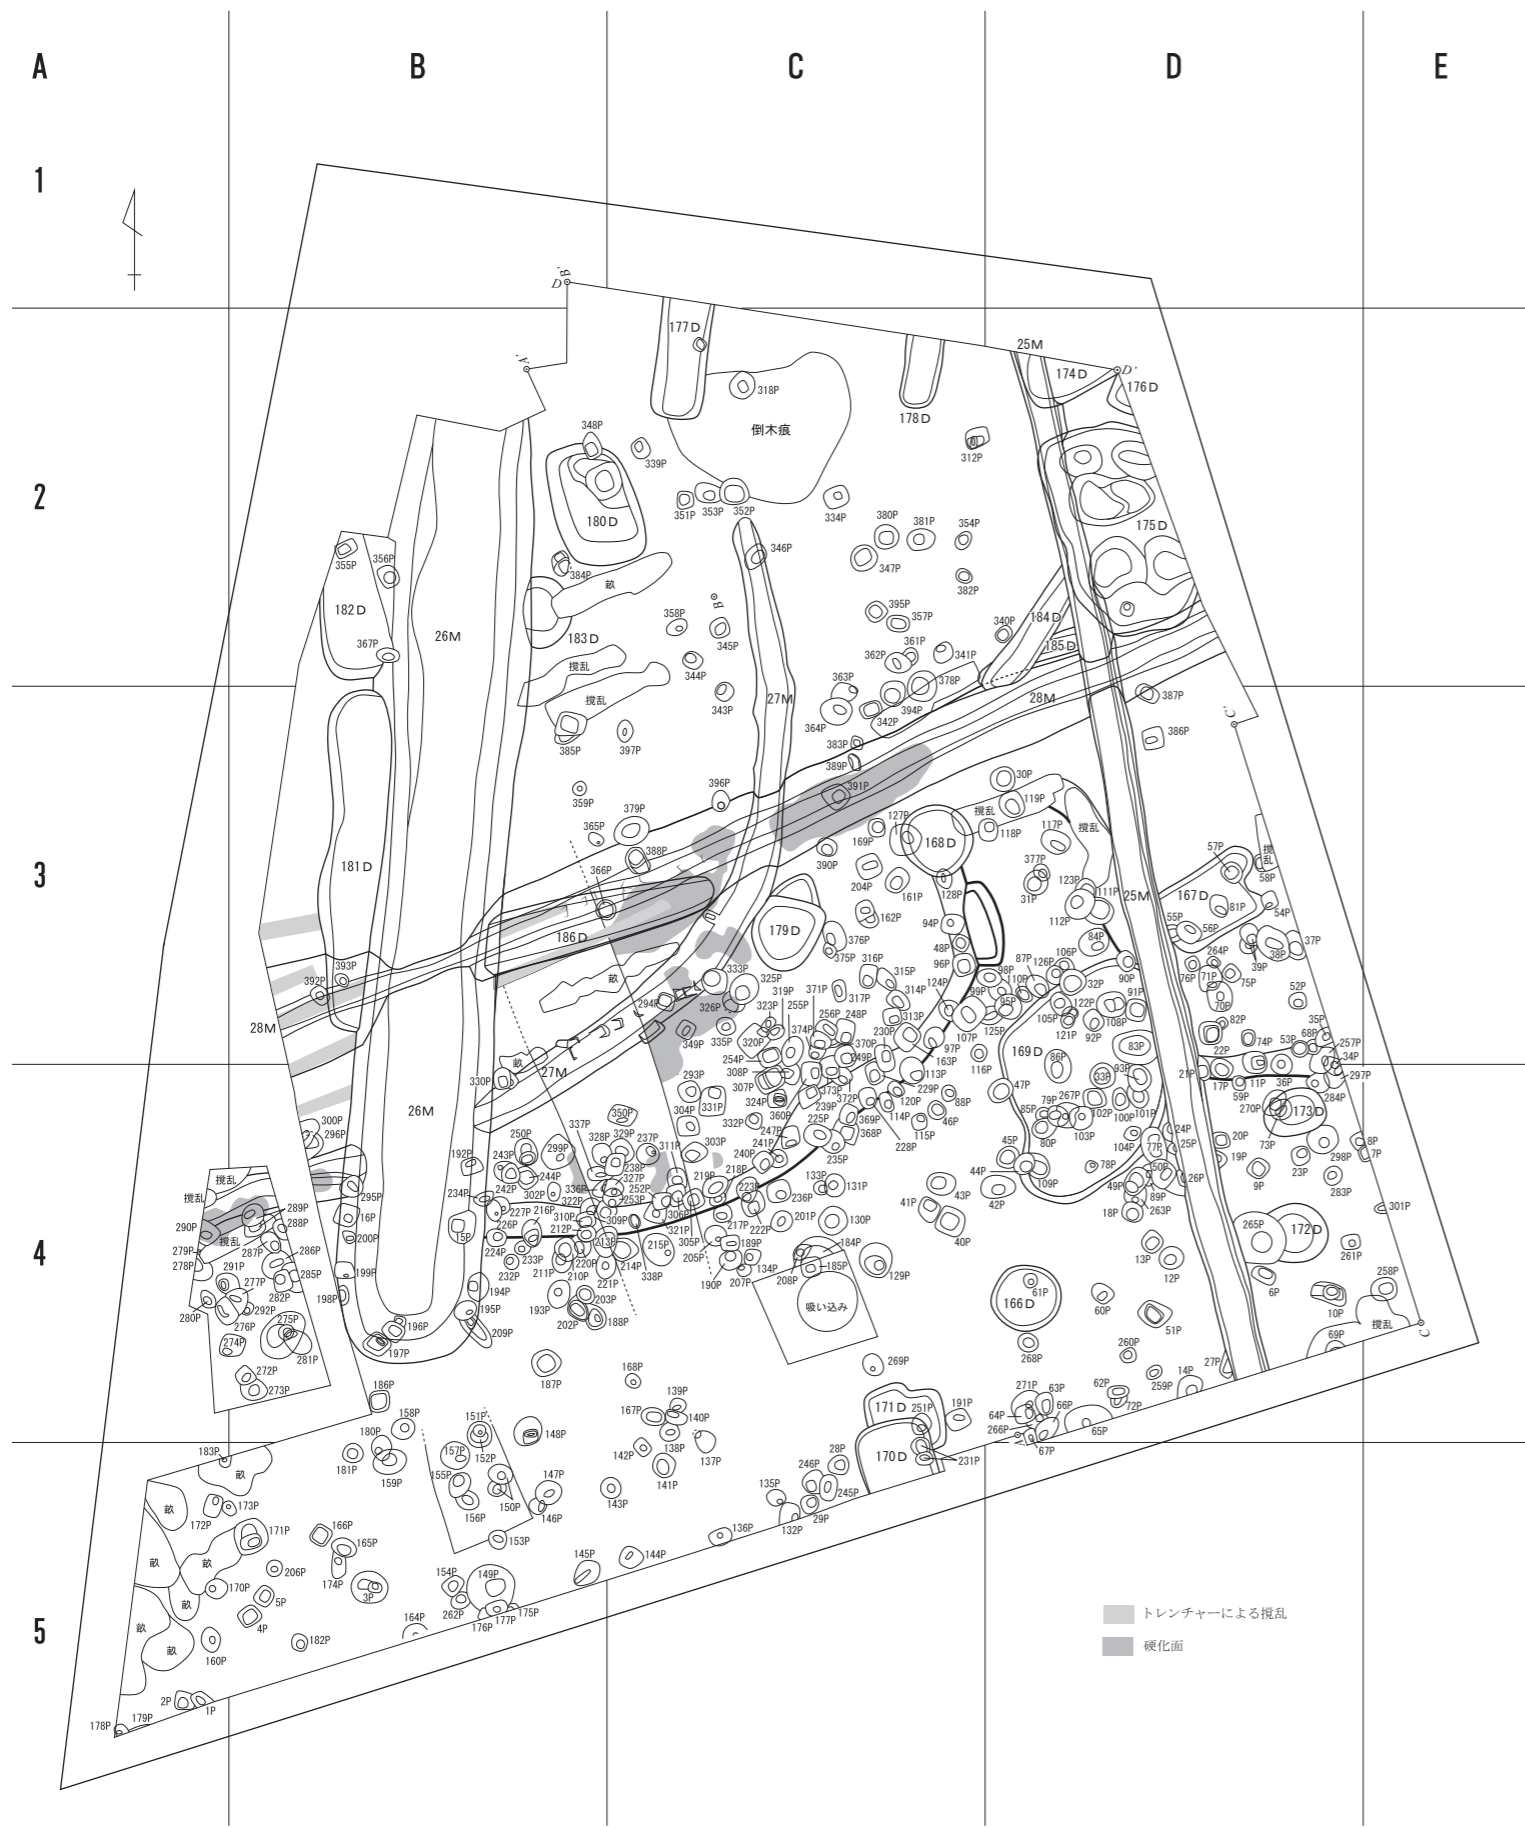 A
B
C
D
E
1
D
B'
177D
25M
A'
174D
D'
176D
318P
178D
倒木痕
348P
339P
312P
2
351P
353P
352P
334P
180D
380P
381P
354P
175D
346P
355P
356P
384P
347P
382P
畝
B
182D
395P
357P
358P
26M
183D
345P
340P
184D
367P
361P
185D
攪乱
362P
341P
344P
378P
363P
攪乱
343P
27M
28M
387P
364P
342P
394P
385P
397P
383P
386P
C'
389P
30P
359P
396P
391P
119P
379P
127P
攪乱
365P
169P
168D
118P
117P
攪乱
57P
攪乱
388P
390P
181D
3
366P
204P
377P
58P
161P
128P
31P
123P
111P
25M
167D
112P
81P
54P
162P
94P
55P
56P
186D
179D
376P
48P
84P
264P
37P
375P
96P
106P
39P
38P
393P
333P
325P
316P
98P
87P
126P
90P
76P
71P
75P
392P
畝
315P
124P
99P
110P
32P
91P
319P
371P
314P
52P
294P
326P
323P
255P
317P
95P
122P
70P
28M
349P
335P
320P
374P
256P
248P
313P
125P
105P
108P
82P
35P
230P
107P
121P
92P
68P
254P
370P
97P
169D
83P
22P
74P
53P
257P
畝
308P
249P
163P
86P
34P
27M
330P
307P
113P
116P
93P
21P
17P
11P
36P
297P
293P
373P
372P
229P
47P
33P
59P
284P
26M
331P
324P
239P
120P
88P
79P
267P
102P
100P
101P
270P
173D
304P
360P
369P
114P
85P
300P
350P
332P
225P
46P
80P
103P
296P
337P
247P
368P
115P
24P
73P
250P
299P
328P
329P
237P
311P
303P
241P
228P
45P
104P
77P
25P
20P
8P
192P
243P
240P
235P
19P
23P
298P
7P
攪乱
244P
238P
218P
44P
78P
50P
9P
283P
242P
327P
133P
109P
49P
26P
攪乱
295P
234P
302P
336P
252P
219P
223P
131P
43P
89P
289P
227P
322P
253P
236P
41P
42P
263P
301P
16P
216P
310P
309P
306P
18P
290P
288P
226P
212P
321P
217P
222P
201P
130P
40P
265P
172D
4
攪乱
200P
15P
213P
305P
279P
287P
224P
233P
215P
205P
189P
184P
13P
261P
278P
286P
220P
134P
129P
12P
291P
285P
199P
232P
211P
210P
214P
338P
208P
185P
277P
221P
190P
207P
6P
258P
282P
198P
194P
61P
280P
292P
193P
203P
吸い込み
166D
60P
10P
276P
195P
275P
196P
202P
188P
51P
攪乱
274P
209P
281P
197P
260P
69P
C
268P
272P
187P
269P
27P
168P
14P
273P
259P
186P
139P
62P
151P
167P
140P
171D
251P
191P
271P
63P
72P
158P
64P
66P
180P
148P
266P
65P
138P
183P
157P
152P
142P
137P
28P
170D
67P
畝
181P
231P
155P
246P
159P
147P
141P
畝
150P
135P
245P
173P
143P
172P
156P
146P
29P
171P
166P
132P
153P
136P
165P
畝
畝
145P
144P
206P
174P
154P
149P
170P
3P
畝
5P
262P
175P
4P
176P
177P
5
畝
164P
畝
182P
160P
トレンチャーによる攪乱
硬化面
2P
1P
178P
179P